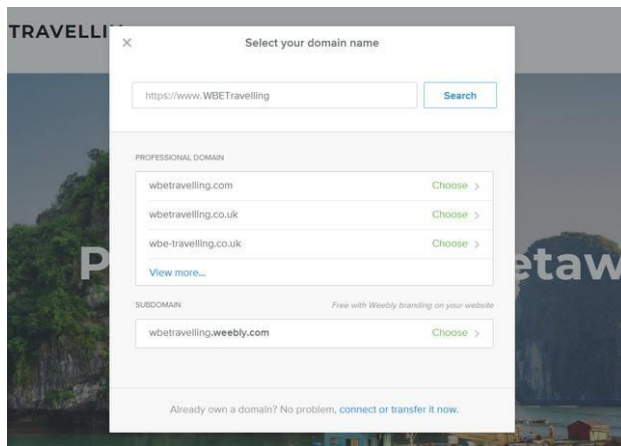 TRAVELLI
Select your domain name
https://www.WBETravelling
Search
PROFESSIONAL DOMAIN
wbetravelling.com Choose >
wbetravelling.co.uk Choose >
wbe-travelling.co.uk Choose >
View more...
SUBDOMAIN Free with Weebly branding on your website
wbetravelling.weebly.com Choose >
Already own a domain? No problem, connect or transfer it now.
P
etaw